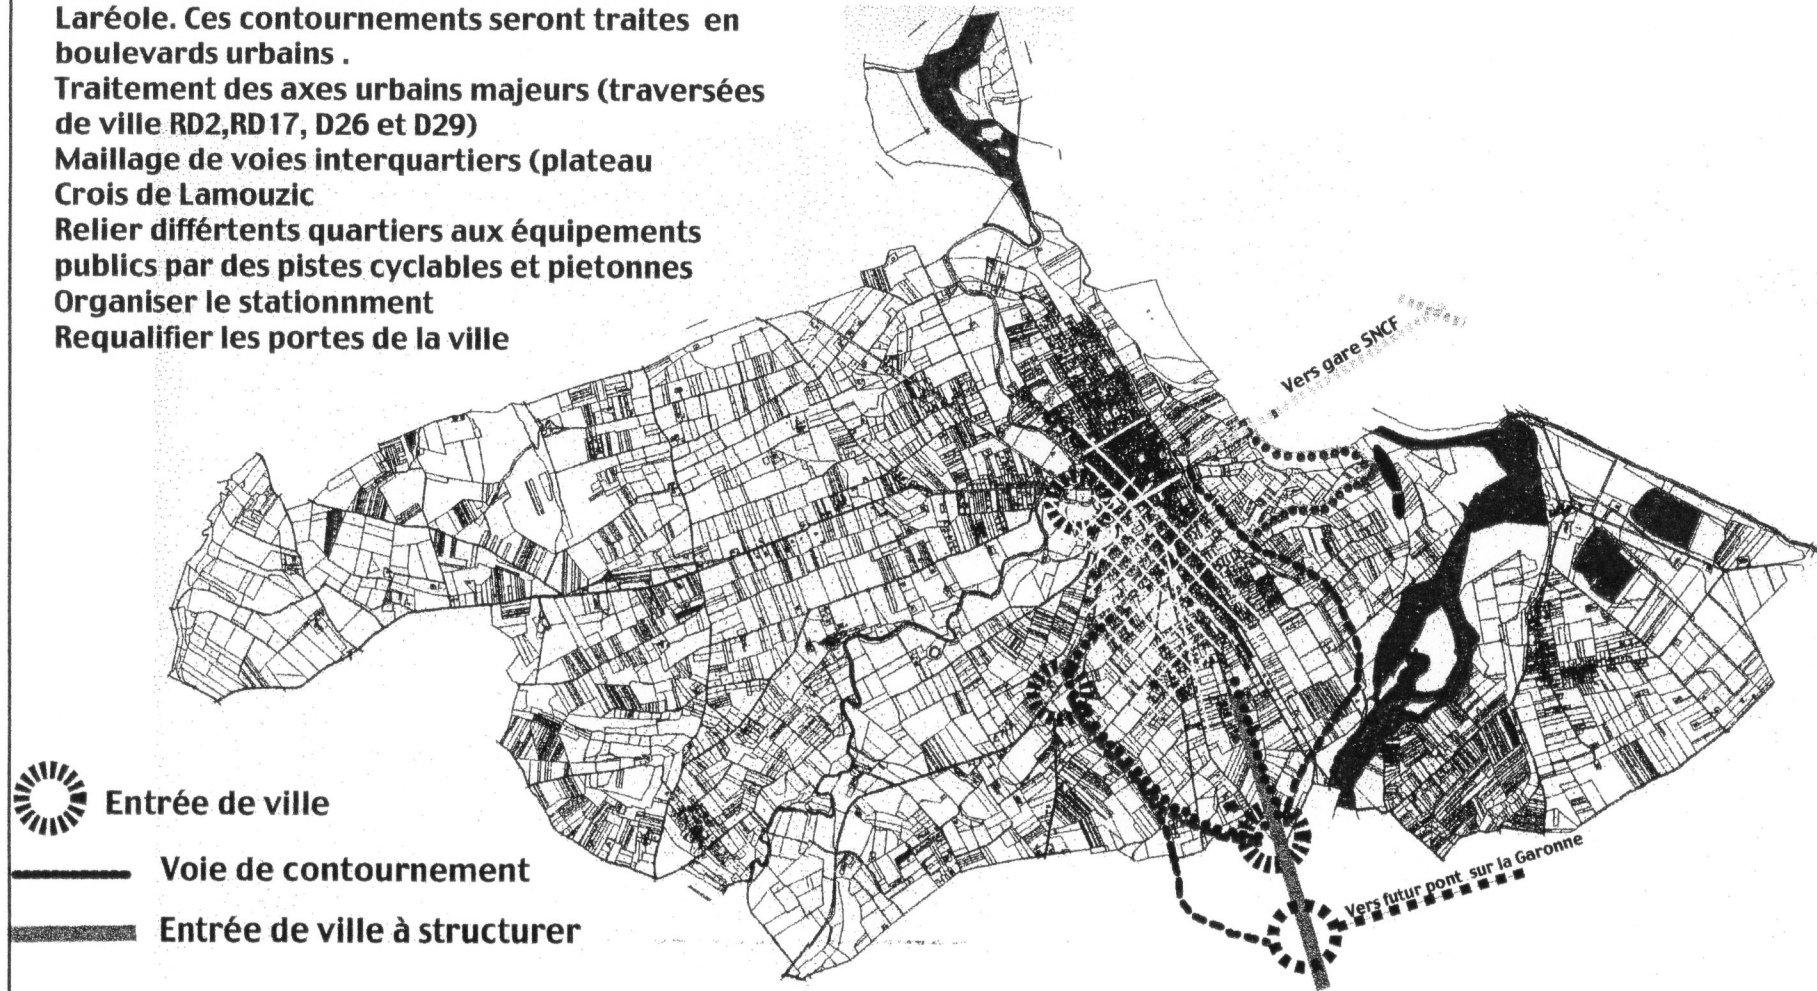 Laréole. Ces contournements seront traites en
boulevards urbains .
Traitement des axes urbains majeurs (traversées
de ville RD2,RD17, D26 et D29)
Maillage de voies interquartiers (plateau
Crois de Lamouzic
Relier différtents quartiers aux équipements
publics par des pistes cyclables et pietonnes
Organiser le stationnment
Requalifier les portes de la ville
Vers gare SNCF
Entrée de ville
Voie de contournement
Entrée de ville à structurer
Vers futur pont sur la Garonne